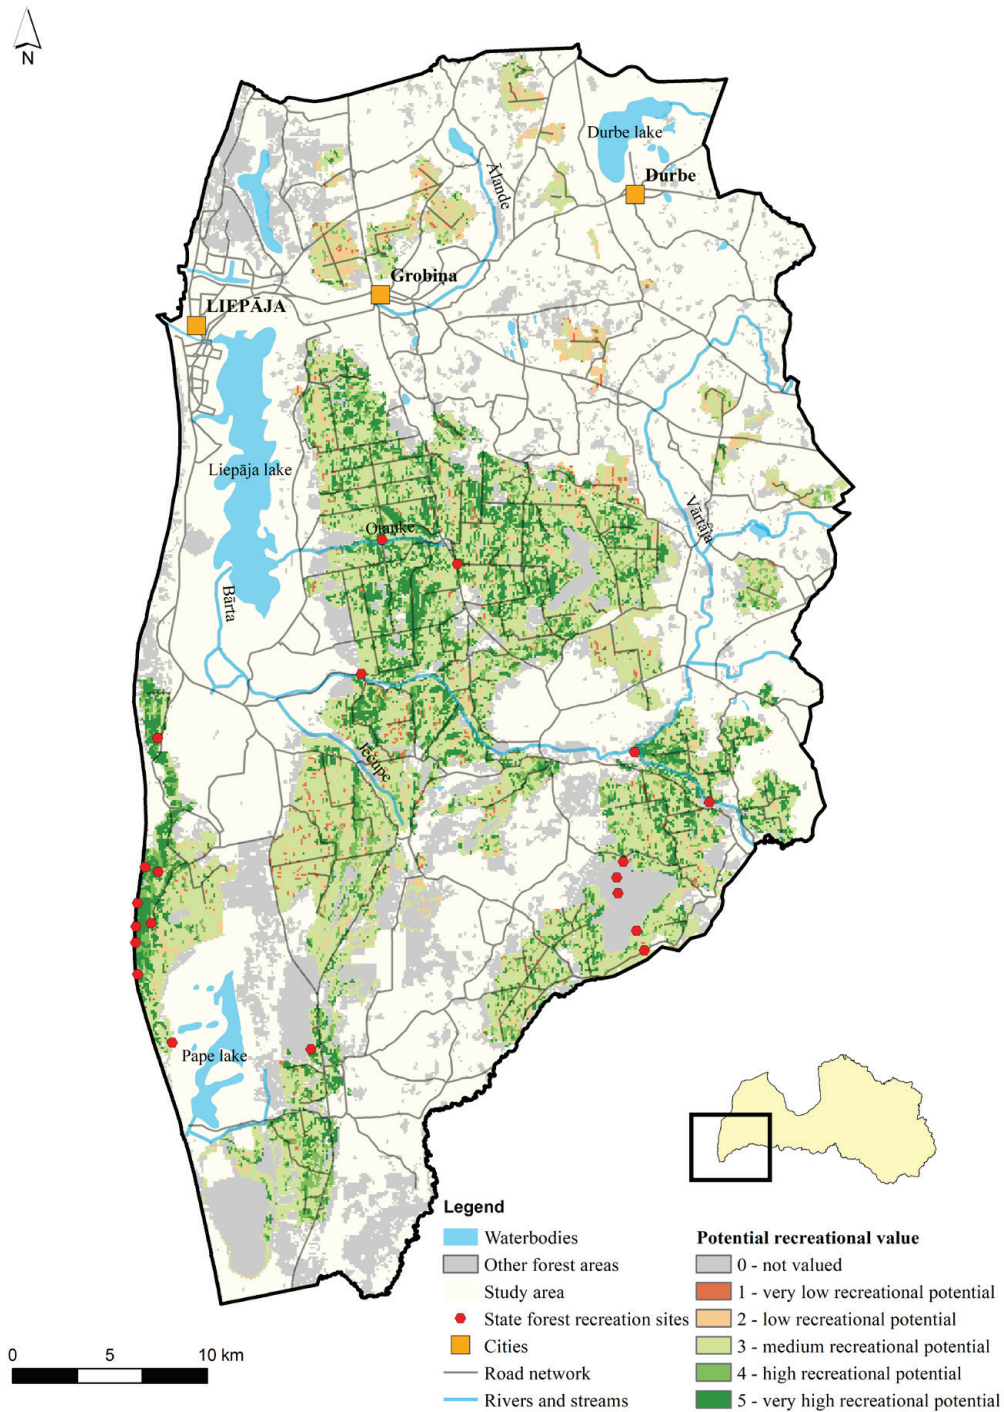 N
Durbe lake
Durbe
Ālande
Grobiņa
LIEPĀJA
Liepāja lake
Otaņķe
Vārtāja
Bārta
Ječupe
Pape lake
Legend
Waterbodies
Other forest areas
Study area
State forest recreation sites
Cities
Road network
Rivers and streams
Potential recreational value
0 - not valued
1 - very low recreational potential
2 - low recreational potential
3 - medium recreational potential
4 - high recreational potential
5 - very high recreational potential
0 5 10 km